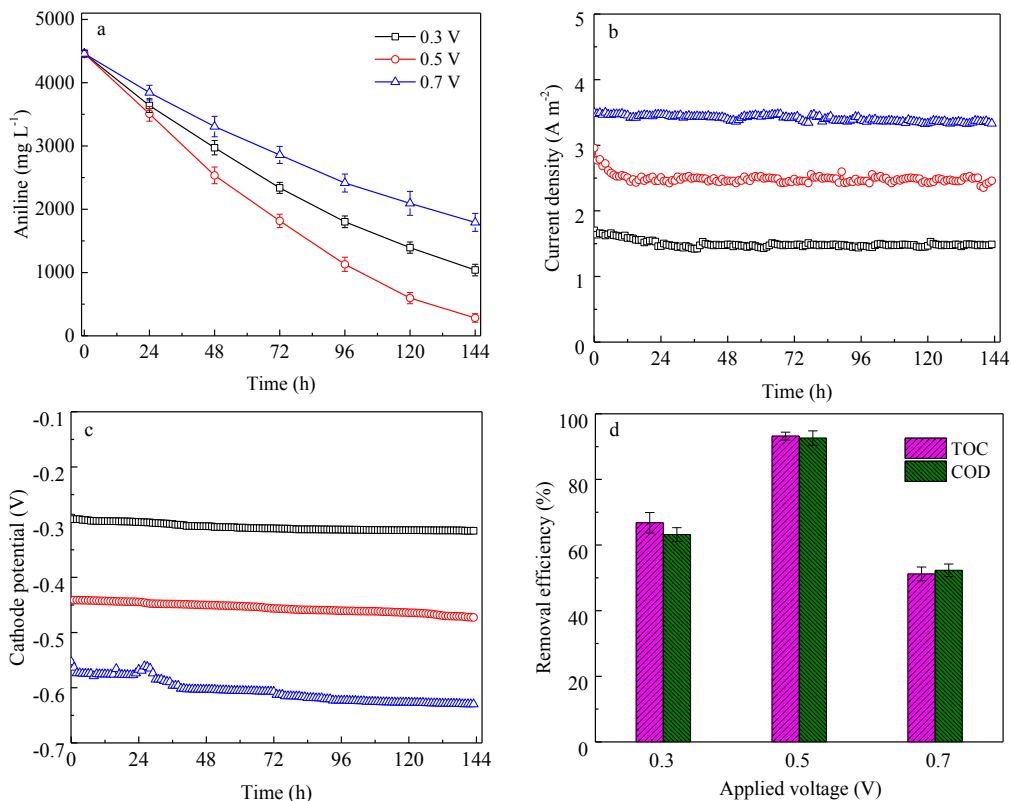 a
0.3 V
0.5 V
0.7 V
5000
4000
3000
2000
1000
0
Aniline (mg L-1)
0 24 48 72 96 120 144
Time (h)
b
5
4
3
2
1
0
Current density (A m-2)
0 24 48 72 96 120 144
Time (h)
c
-0.1
-0.2
-0.3
-0.4
-0.5
-0.6
-0.7
Cathode potential (V)
0 24 48 72 96 120 144
Time (h)
d
TOC
COD
100
80
60
40
20
0
Removal efficiency (%)
0.3 0.5 0.7
Applied voltage (V)